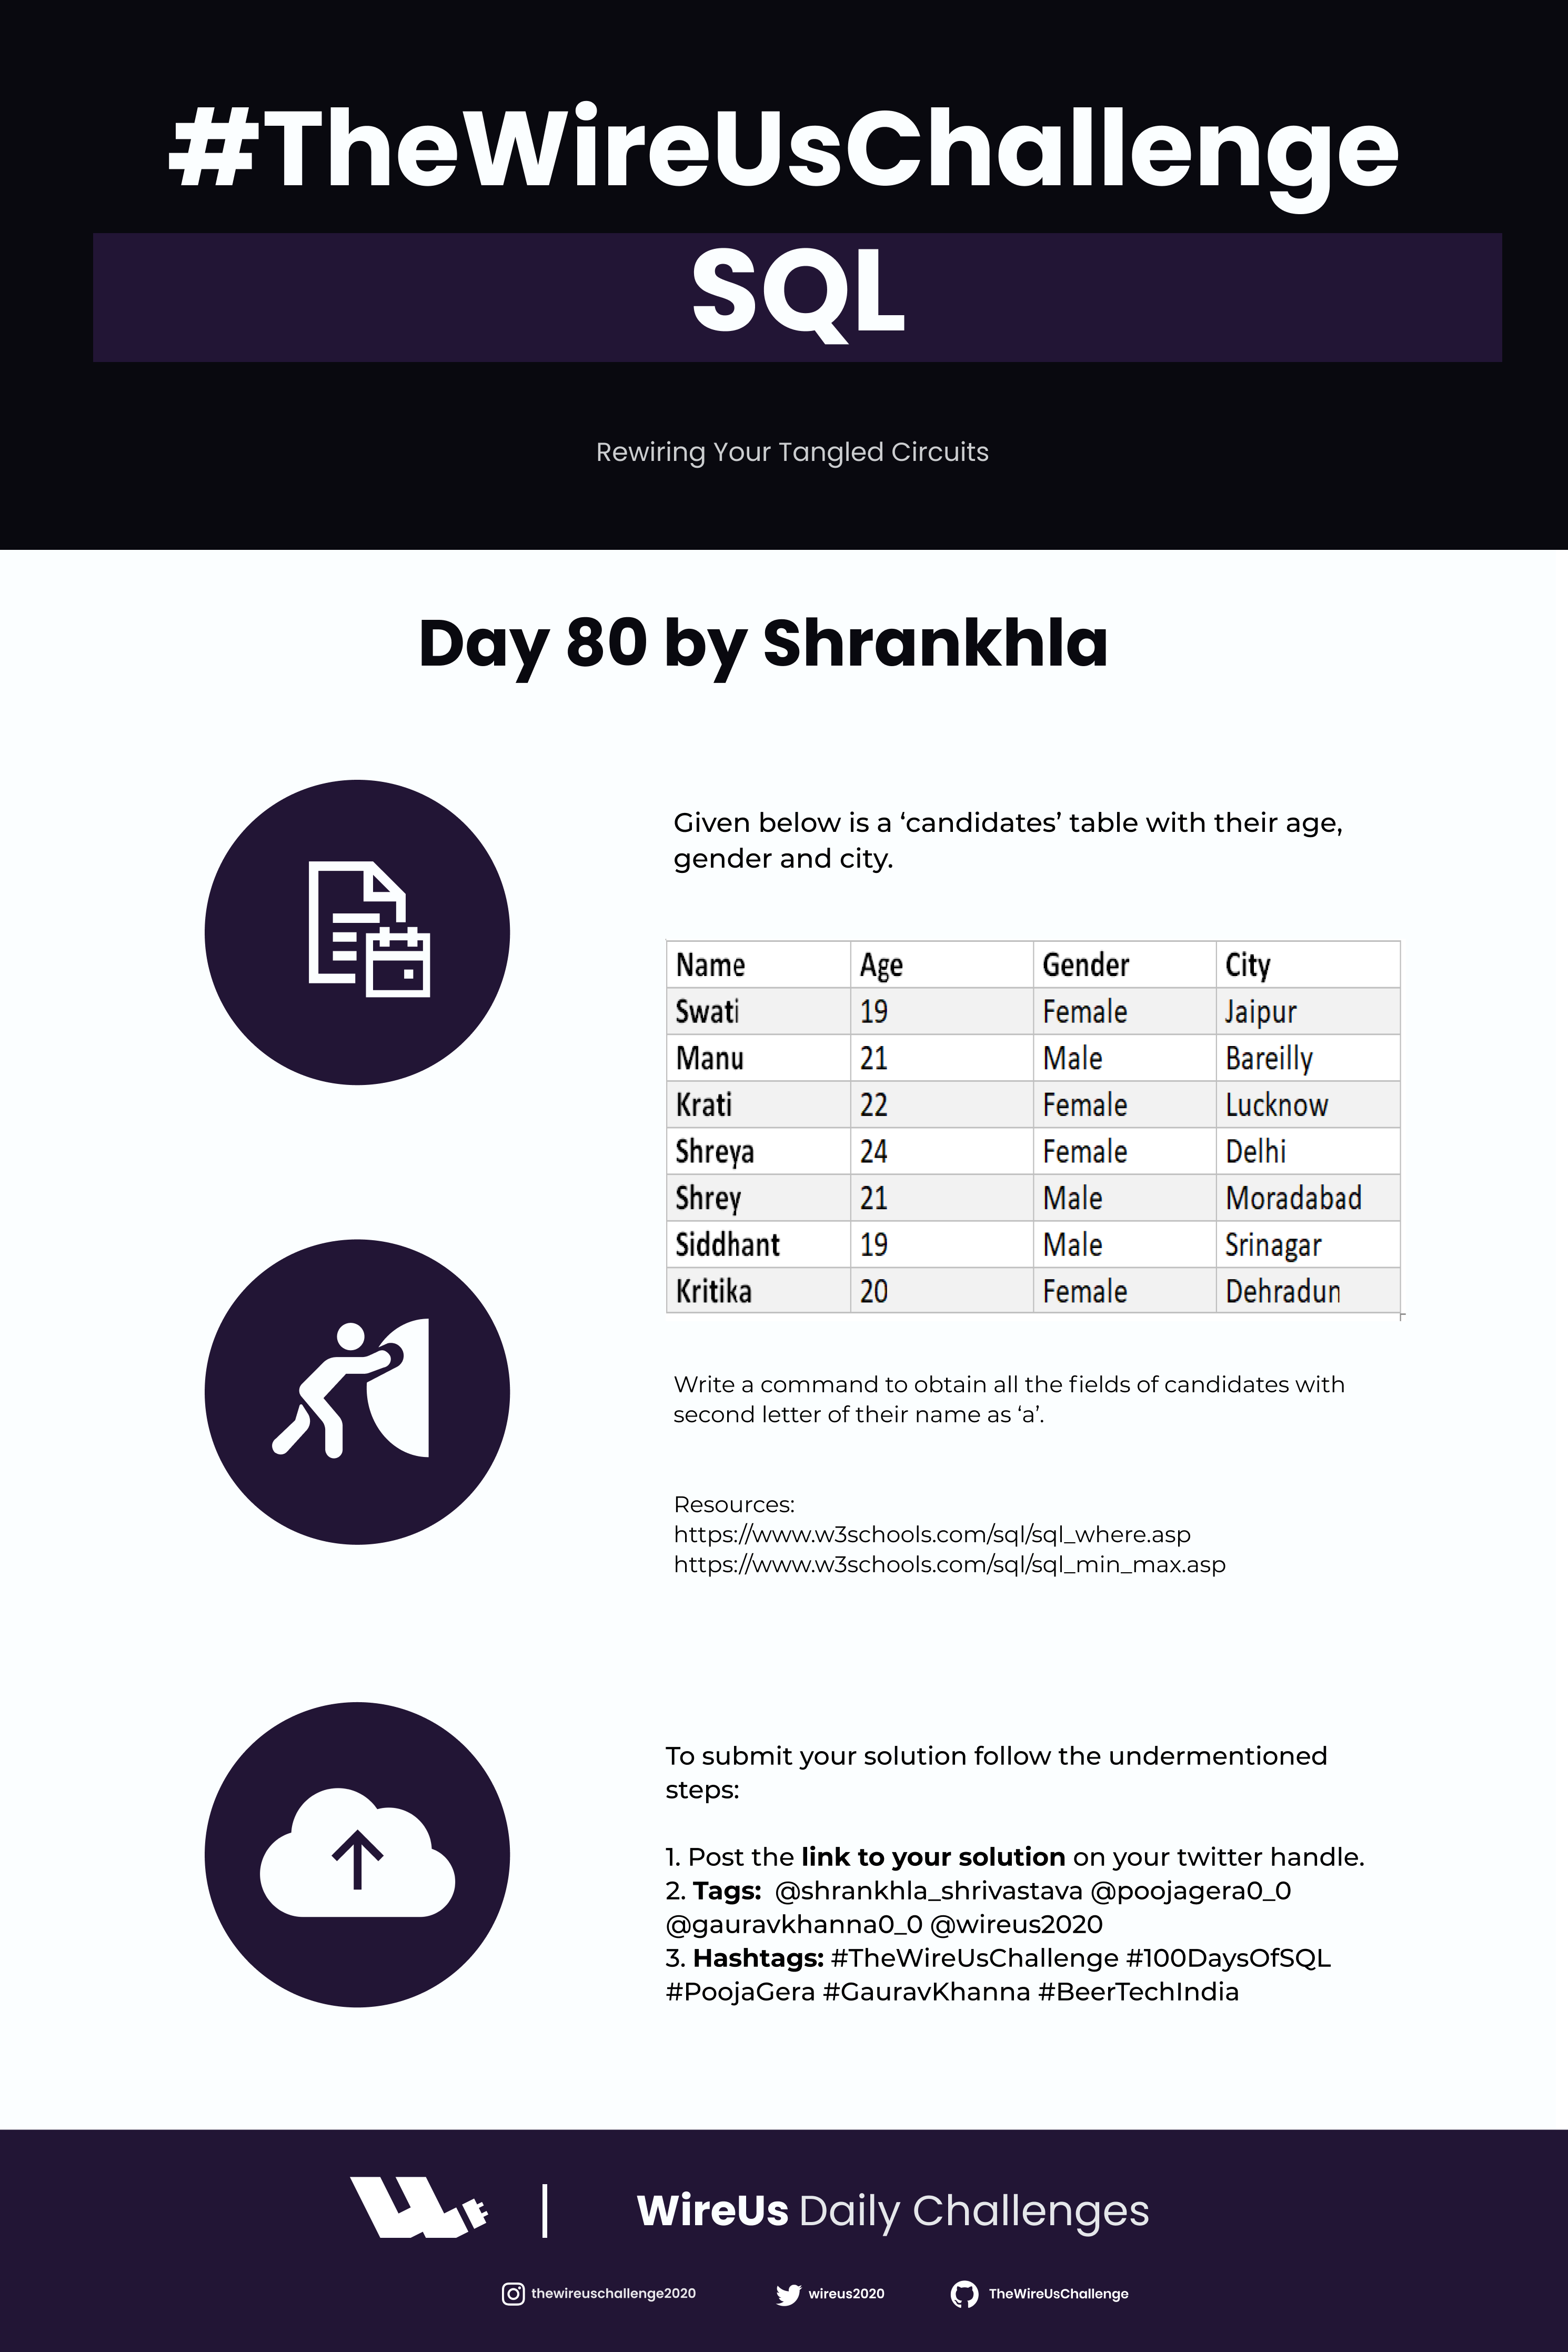 #TheWireUsChallenge
SQL
Rewiring Your Tangled Circuits
Day 80 by Shrankhla
Given below is a ‘candidates’ table with their age,
gender and city.
Name Age Gender City
Swati 19 Female Jaipur
Manu 21 Male Bareilly
Krati 22 Female Lucknow
Shreya 24 Female Delhi
Shrey 21 Male Moradabad
Siddhant 19 Male Srinagar
Kritika 20 Female Dehradun
Write a command to obtain all the fields of candidates with
second letter of their name as ‘a’.
Resources:
https://www.w3schools.com/sql/sql_where.asp
https://www.w3schools.com/sql/sql_min_max.asp
To submit your solution follow the undermentioned
steps:
1. Post the link to your solution on your twitter handle.
2. Tags:  @shrankhla_shrivastava @poojagera0_0
@gauravkhanna0_0 @wireus2020
3. Hashtags: #TheWireUsChallenge #100DaysOfSQL
#PoojaGera #GauravKhanna #BeerTechIndia
WireUs Daily Challenges
thewireuschallenge2020 wireus2020 TheWireUsChallenge